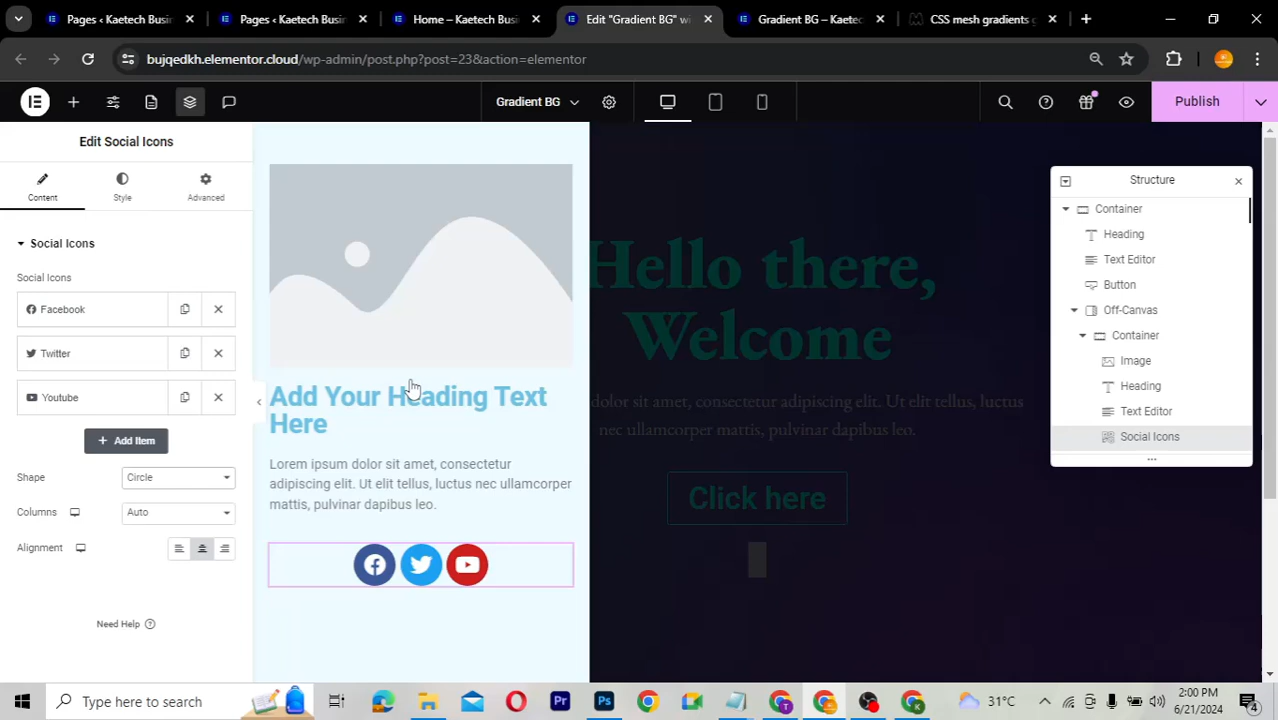 Pages ‹ Kaetech Busine
Pages ‹ Kaetech Busine
Home – Kaetech Busine
Edit "Gradient BG" wi
Gradient BG – Kaetec
CSS mesh gradients g
bujqedkh.elementor.cloud/wp-admin/post.php?post=23&action=elementor
Gradient BG
Publish
Edit Social Icons
Content
Style
Advanced
Social Icons
Social Icons
Facebook
Twitter
Youtube
+ Add Item
Shape
Circle
Columns
Auto
Alignment
Need Help
Add Your Heading Text
Here
Lorem ipsum dolor sit amet, consectetur
adipiscing elit. Ut elit tellus, luctus nec ullamcorper
mattis, pulvinar dapibus leo.
Hello there,
Welcome
dolor sit amet, consectetur adipiscing elit. Ut elit tellus, luctus
nec ullamcorper mattis, pulvinar dapibus leo.
Click here
Structure
Container
Heading
Text Editor
Button
Off-Canvas
Container
Image
Heading
Text Editor
Social Icons
Type here to search
31°C
2:00 PM
6/21/2024
4